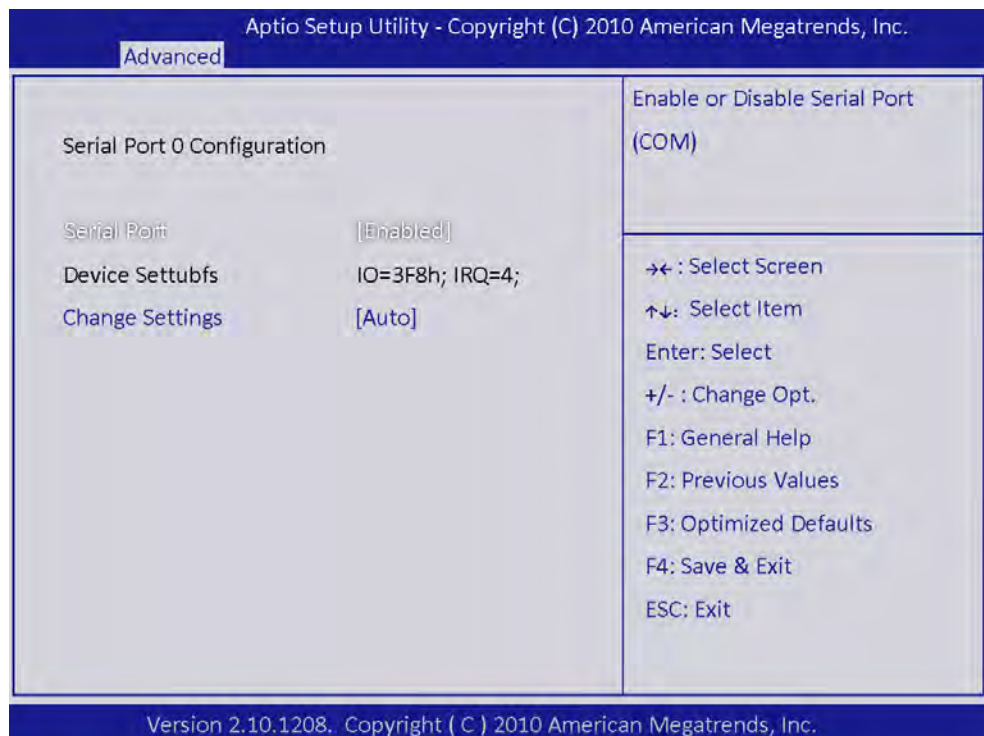 Aptio Setup Utility - Copyright (C) 2010 American Megatrends, Inc.
Advanced
Serial Port 0 Configuration
Serial Port [Enabled]
Device Settubfs IO=3F8h; IRQ=4;
Change Settings [Auto]
Enable or Disable Serial Port
(COM)
→←: Select Screen
↑↓: Select Item
Enter: Select
+/- : Change Opt.
F1: General Help
F2: Previous Values
F3: Optimized Defaults
F4: Save & Exit
ESC: Exit
Version 2.10.1208. Copyright ( C ) 2010 American Megatrends, Inc.